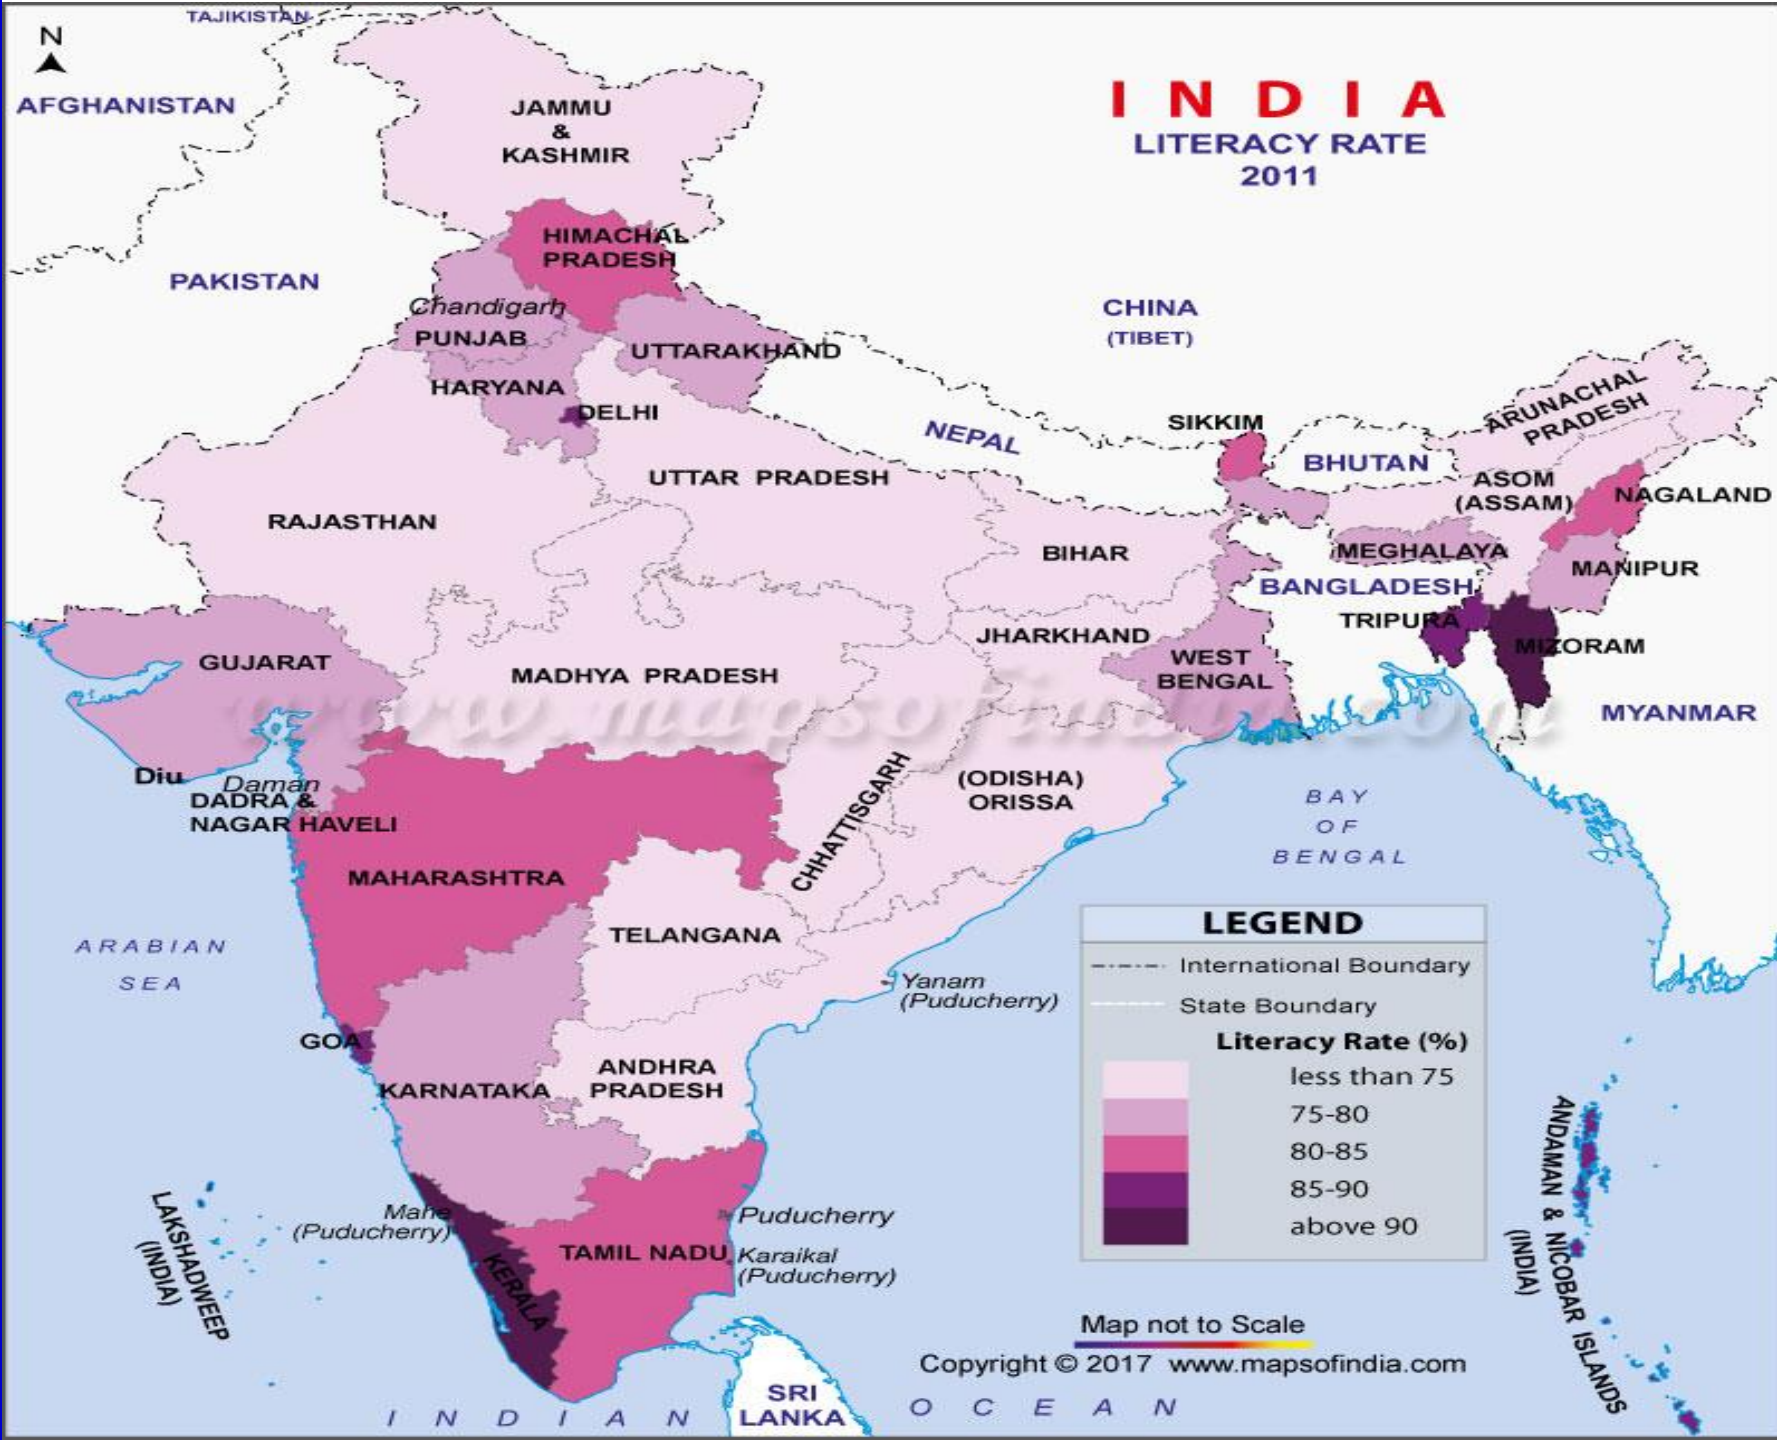 TAJIKISTAN
N
AFGHANISTAN
I N D I A
LITERACY RATE
2011
JAMMU
&
KASHMIR
HIMACHAL
PRADESH
PAKISTAN
Chandigarh
PUNJAB
UTTARAKHAND
CHINA
(TIBET)
HARYANA
DELHI
NEPAL
SIKKIM
BHUTAN
ARUNACHAL
PRADESH
ASOM
(ASSAM)
NAGALAND
UTTAR PRADESH
RAJASTHAN
BIHAR
MEGHALAYA
MANIPUR
BANGLADESH
TRIPURA
MIZORAM
JHARKHAND
WEST
BENGAL
GUJARAT
MADHYA PRADESH
MYANMAR
www.mapsofindia.com
Diu
Daman
DADRA &
NAGAR HAVELI
CHHATTISGARH
(ODISHA)
ORISSA
BAY
OF
BENGAL
MAHARASHTRA
TELANGANA
ARABIAN
SEA
Yanam
(Puducherry)
GOA
KARNATAKA
ANDHRA
PRADESH
LEGEND
International Boundary
State Boundary
Literacy Rate (%)
less than 75
75-80
80-85
85-90
above 90
ANDAMAN & NICOBAR ISLANDS
(INDIA)
LAKSHADWEEP
(INDIA)
Mahe
(Puducherry)
Puducherry
KERALA
TAMIL NADU
Karaikal
(Puducherry)
Map not to Scale
Copyright © 2017 www.mapsofindia.com
SRI
LANKA
I N D I A N O C E A N